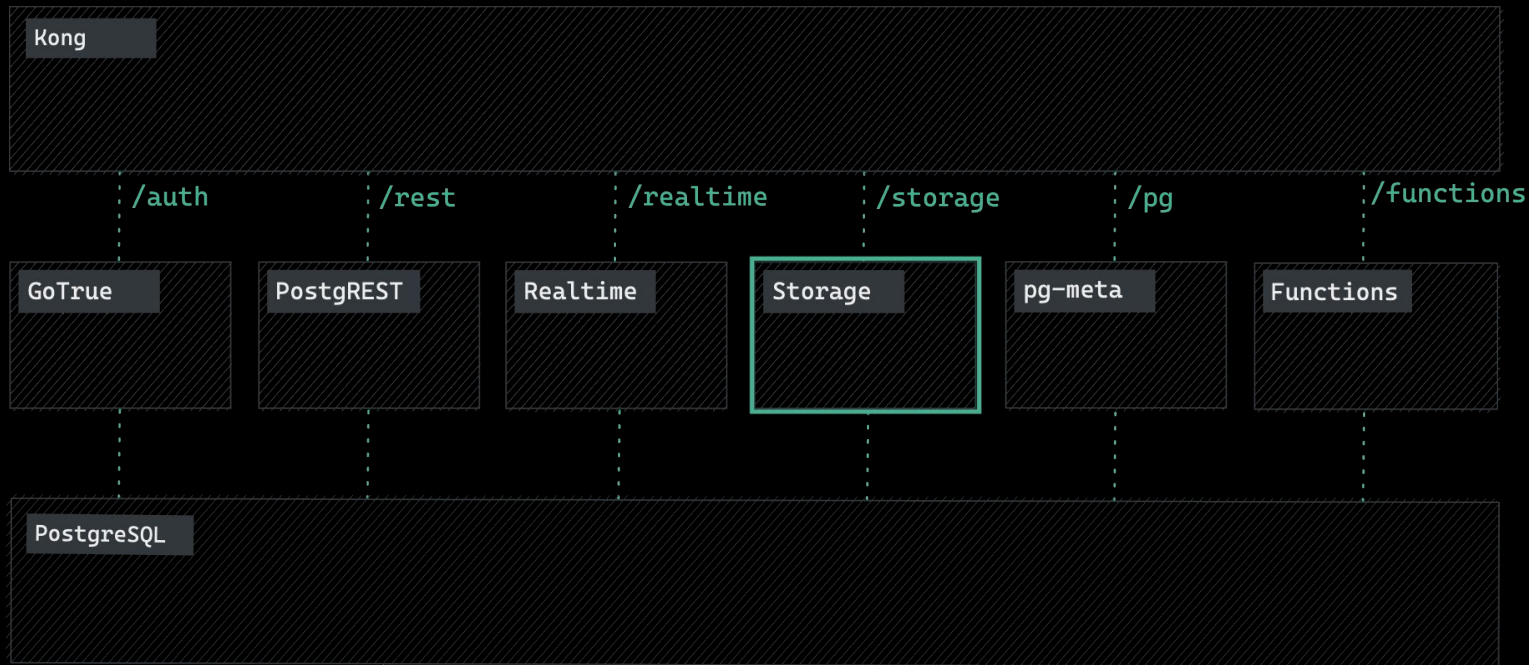 Kong
/auth
/rest
/realtime
/storage
/pg
/functions
GoTrue
PostgREST
Realtime
Storage
pg-meta
Functions
PostgreSQL